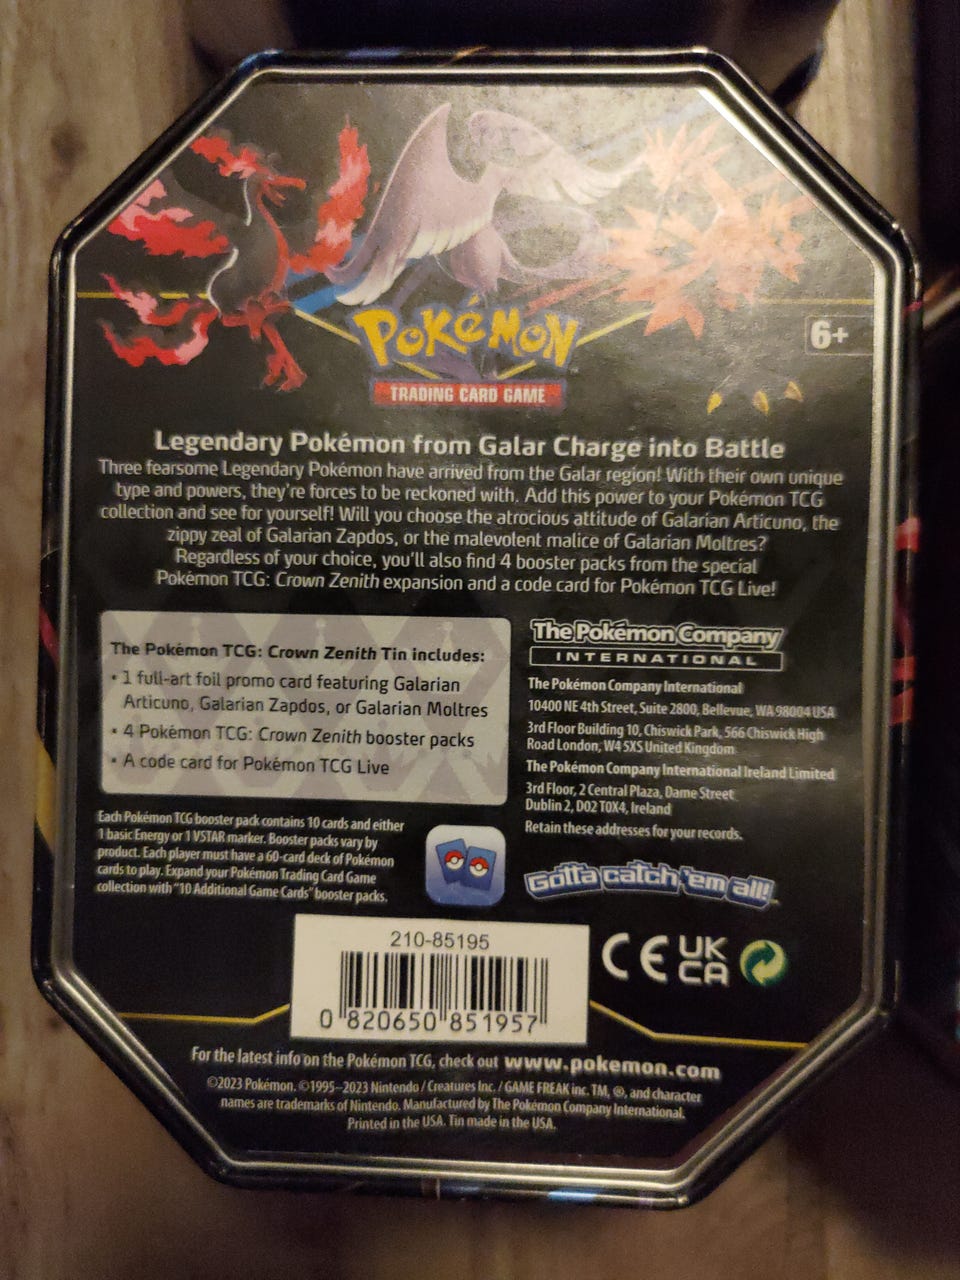 POKéMON
TM
TRADING CARD GAME
6+
Legendary Pokémon from Galar Charge into Battle
Three fearsome Legendary Pokémon have arrived from the Galar region! With their own unique
type and powers, they're forces to be reckoned with. Add this power to your Pokémon TCG
collection and see for yourself! Will you choose the atrocious attitude of Galarian Articuno, the
zippy zeal of Galarian Zapdos, or the malevolent malice of Galarian Moltres?
Regardless of your choice, you'll also find 4 booster packs from the special
Pokémon TCG: Crown Zenith expansion and a code card for Pokémon TCG Live!
The Pokémon TCG: Crown Zenith Tin includes:
• 1 full-art foil promo card featuring Galarian
Articuno, Galarian Zapdos, or Galarian Moltres
• 4 Pokémon TCG: Crown Zenith booster packs
• A code card for Pokémon TCG Live
Each Pokémon TCG booster pack contains 10 cards and either
1 basic Energy or 1 VSTAR marker. Booster packs vary by
product. Each player must have a 60-card deck of Pokémon
cards to play. Expand your Pokémon Trading Card Game
collection with "10 Additional Game Cards" booster packs.
The Pokémon Company
INTERNATIONAL
The Pokémon Company International
10400 NE 4th Street, Suite 2800, Bellevue, WA 98004 USA
3rd Floor Building 10, Chiswick Park, 566 Chiswick High
Road London, W4 5XS United Kingdom
The Pokémon Company International Ireland Limited
3rd Floor, 2 Central Plaza, Dame Street
Dublin 2, D02 T0X4, Ireland
Retain these addresses for your records.
Gotta catch 'em all!
210-85195
0 820650 851957
CE UK
CA
For the latest info on the Pokémon TCG, check out www.pokemon.com
©2023 Pokémon. ©1995–2023 Nintendo / Creatures Inc. / GAME FREAK inc. TM, ®, and character
names are trademarks of Nintendo. Manufactured by The Pokémon Company International.
Printed in the USA. Tin made in the USA.